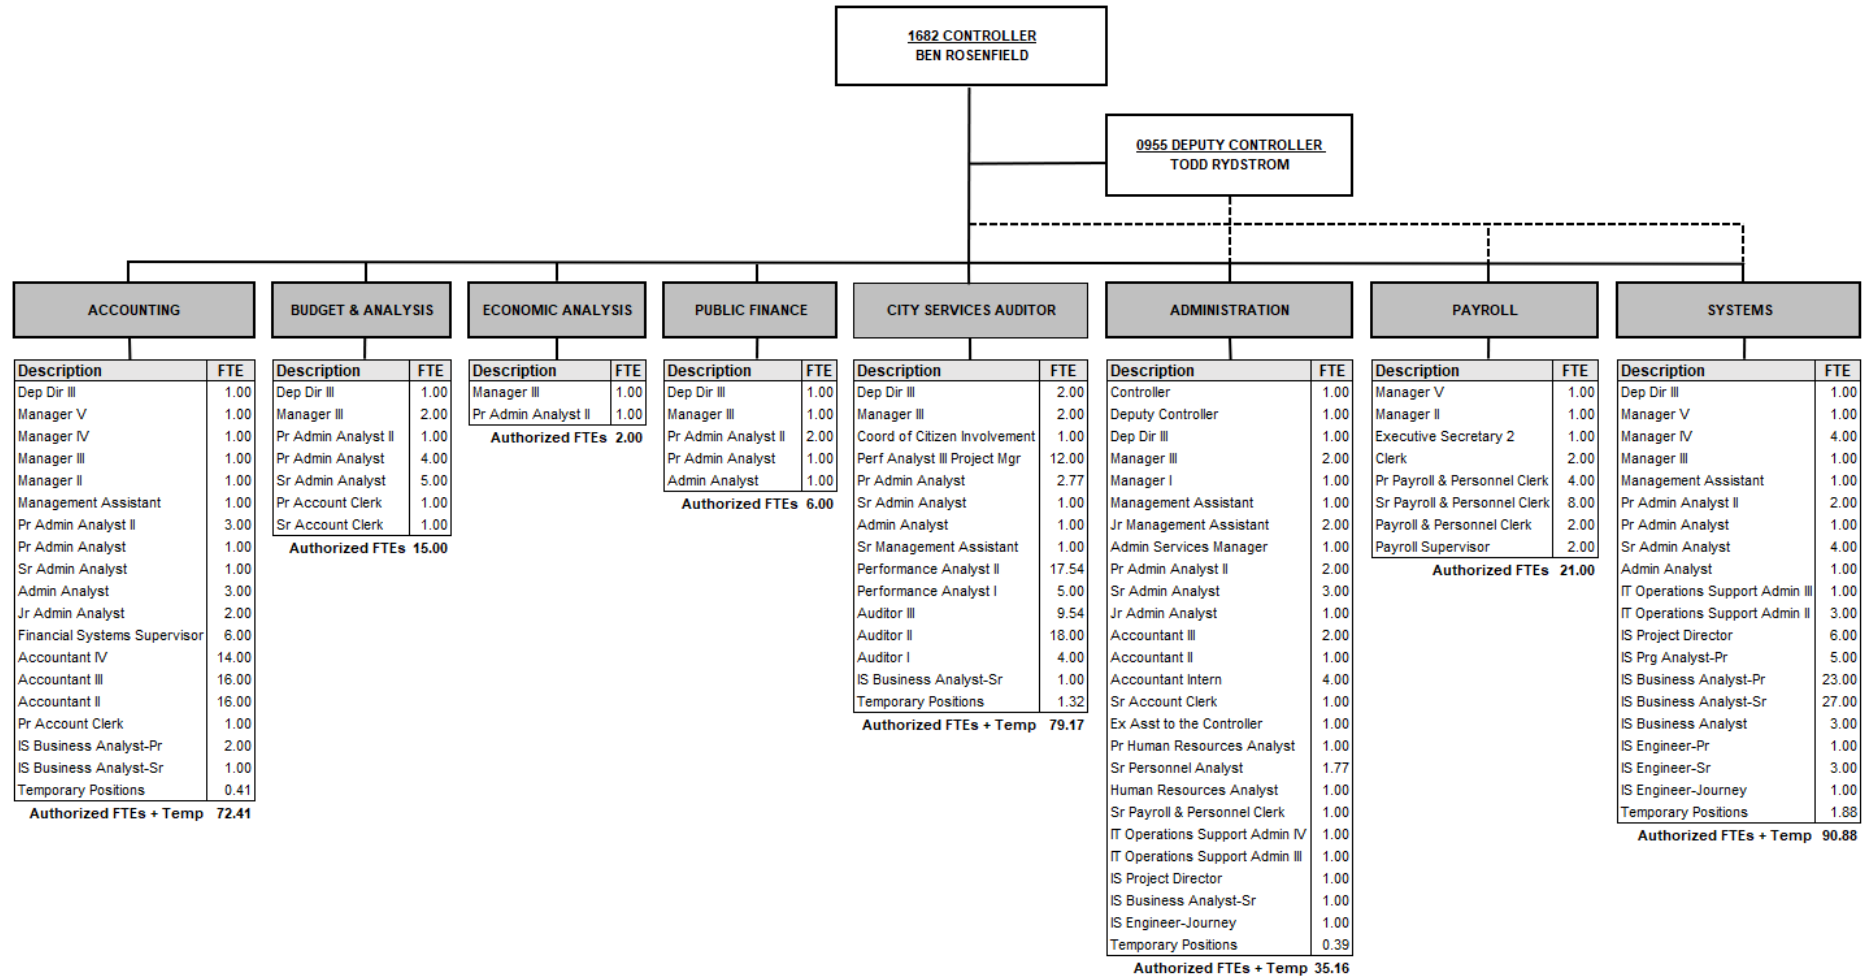 1682 CONTROLLER
BEN ROSENFIELD
0955 DEPUTY CONTROLLER
TODD RYDSTROM
ACCOUNTING
Description FTE
Dep Dir III 1.00
Manager V 1.00
Manager IV 1.00
Manager III 1.00
Manager II 1.00
Management Assistant 1.00
Pr Admin Analyst II 3.00
Pr Admin Analyst 1.00
Sr Admin Analyst 1.00
Admin Analyst 3.00
Jr Admin Analyst 2.00
Financial Systems Supervisor 6.00
Accountant IV 14.00
Accountant III 16.00
Accountant II 16.00
Pr Account Clerk 1.00
IS Business Analyst-Pr 2.00
IS Business Analyst-Sr 1.00
Temporary Positions 0.41
Authorized FTEs + Temp 72.41
BUDGET & ANALYSIS
Description FTE
Dep Dir III 1.00
Manager III 2.00
Pr Admin Analyst II 1.00
Pr Admin Analyst 4.00
Sr Admin Analyst 5.00
Pr Account Clerk 1.00
Sr Account Clerk 1.00
Authorized FTEs 15.00
ECONOMIC ANALYSIS
Description FTE
Manager III 1.00
Pr Admin Analyst II 1.00
Authorized FTEs 2.00
PUBLIC FINANCE
Description FTE
Dep Dir III 1.00
Manager III 1.00
Pr Admin Analyst II 2.00
Pr Admin Analyst 1.00
Admin Analyst 1.00
Authorized FTEs 6.00
CITY SERVICES AUDITOR
Description FTE
Dep Dir III 2.00
Manager III 2.00
Coord of Citizen Involvement 1.00
Perf Analyst III Project Mgr 12.00
Pr Admin Analyst 2.77
Sr Admin Analyst 1.00
Admin Analyst 1.00
Sr Management Assistant 1.00
Performance Analyst II 17.54
Performance Analyst I 5.00
Auditor III 9.54
Auditor II 18.00
Auditor I 4.00
IS Business Analyst-Sr 1.00
Temporary Positions 1.32
Authorized FTEs + Temp 79.17
ADMINISTRATION
Description FTE
Controller 1.00
Deputy Controller 1.00
Dep Dir III 1.00
Manager III 2.00
Manager I 1.00
Management Assistant 1.00
Jr Management Assistant 2.00
Admin Services Manager 1.00
Pr Admin Analyst II 2.00
Sr Admin Analyst 3.00
Jr Admin Analyst 1.00
Accountant III 2.00
Accountant II 1.00
Accountant Intern 4.00
Sr Account Clerk 1.00
Ex Asst to the Controller 1.00
Pr Human Resources Analyst 1.00
Sr Personnel Analyst 1.77
Human Resources Analyst 1.00
Sr Payroll & Personnel Clerk 1.00
IT Operations Support Admin IV 1.00
IT Operations Support Admin III 1.00
IS Project Director 1.00
IS Business Analyst-Sr 1.00
IS Engineer-Journey 1.00
Temporary Positions 0.39
Authorized FTEs + Temp 35.16
PAYROLL
Description FTE
Manager V 1.00
Manager II 1.00
Executive Secretary 2 1.00
Clerk 2.00
Pr Payroll & Personnel Clerk 4.00
Sr Payroll & Personnel Clerk 8.00
Payroll & Personnel Clerk 2.00
Payroll Supervisor 2.00
Authorized FTEs 21.00
SYSTEMS
Description FTE
Dep Dir III 1.00
Manager V 1.00
Manager IV 4.00
Manager III 1.00
Management Assistant 1.00
Pr Admin Analyst II 2.00
Pr Admin Analyst 1.00
Sr Admin Analyst 4.00
Admin Analyst 1.00
IT Operations Support Admin III 1.00
IT Operations Support Admin II 3.00
IS Project Director 6.00
IS Prg Analyst-Pr 5.00
IS Business Analyst-Pr 23.00
IS Business Analyst-Sr 27.00
IS Business Analyst 3.00
IS Engineer-Pr 1.00
IS Engineer-Sr 3.00
IS Engineer-Journey 1.00
Temporary Positions 1.88
Authorized FTEs + Temp 90.88